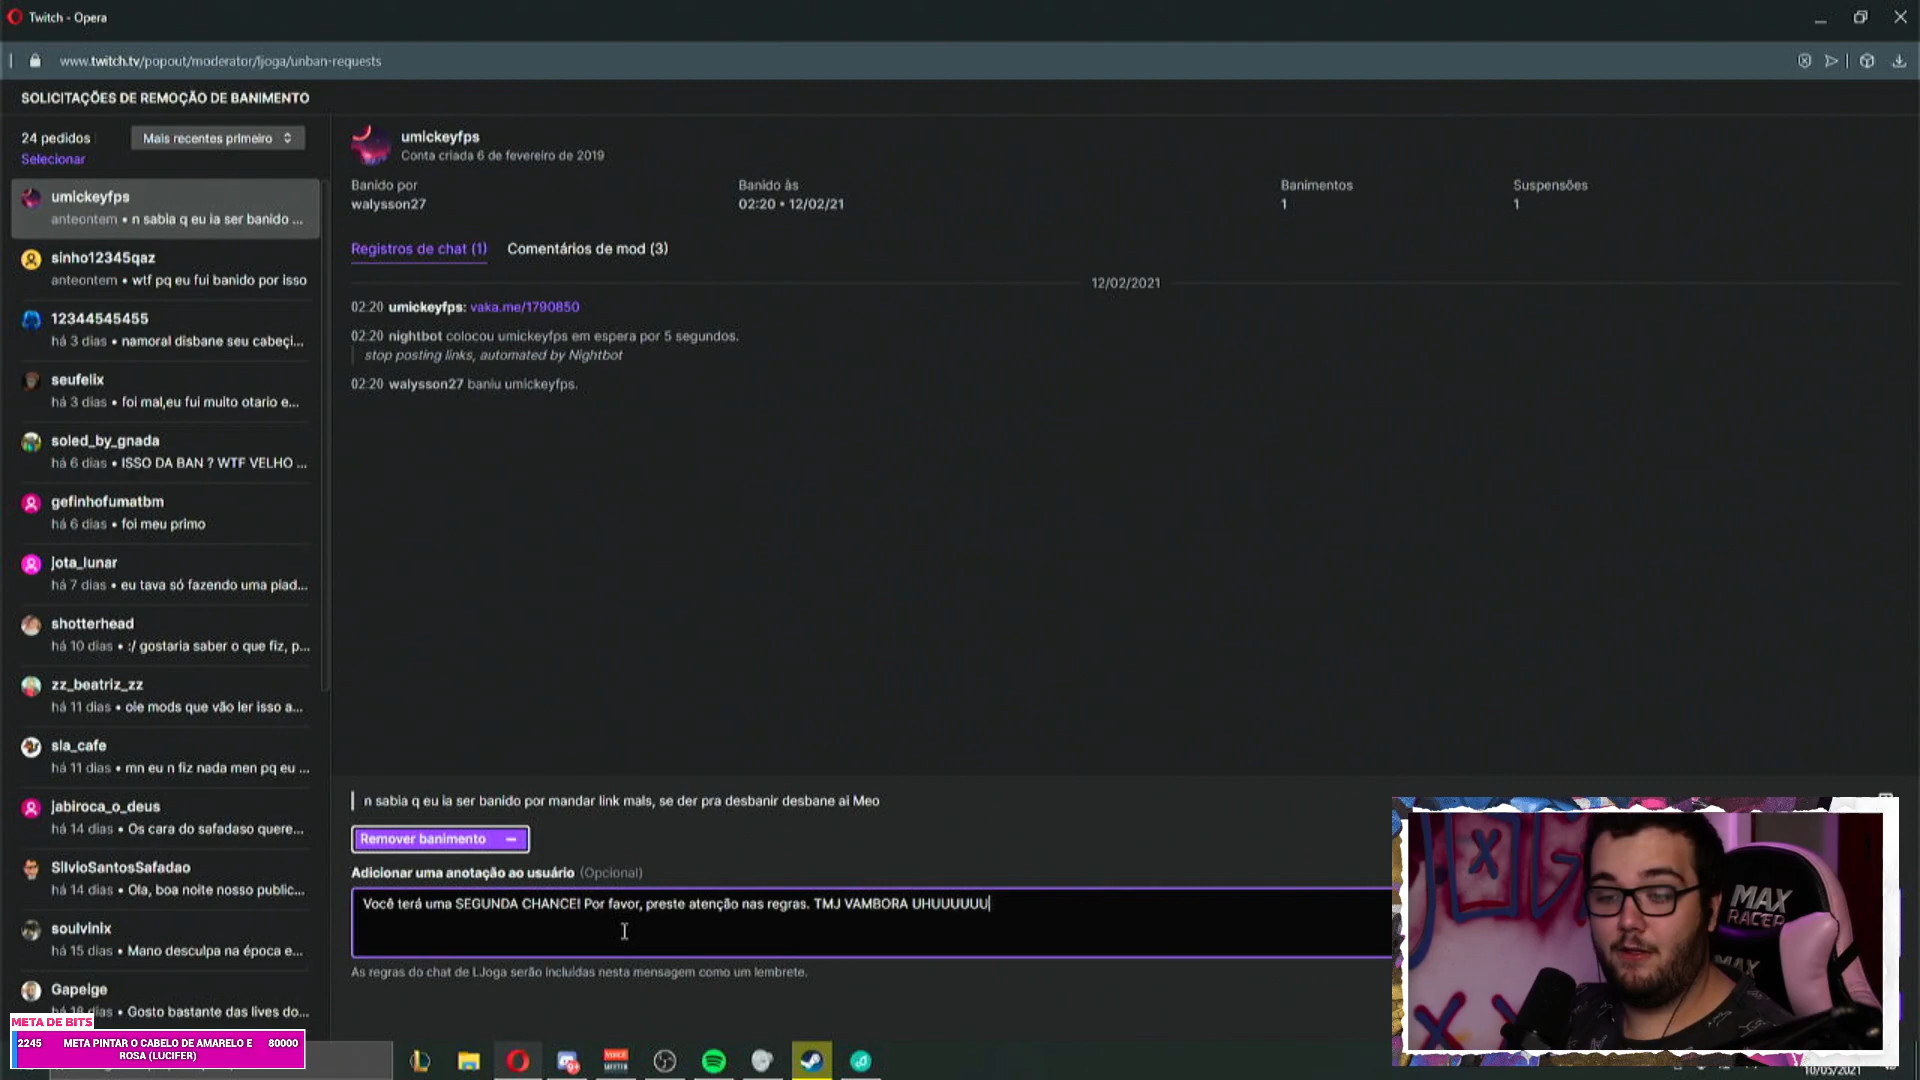 Twitch - Opera
www.twitch.tv/popout/moderator/ljoga/unban-requests
SOLICITAÇÕES DE REMOÇÃO DE BANIMENTO
24 pedidos
Mais recentes primeiro
Selecionar
umickeyfps
anteontem • n sabia q eu ia ser banido ...
sinho12345qaz
anteontem • wtf pq eu fui banido por isso
12344545455
há 3 dias • namoral disbane seu cabeçi...
seufelix
há 3 dias • foi mal,eu fui muito otario e...
soled_by_gnada
há 6 dias • ISSO DA BAN ? WTF VELHO ...
gefinhofumatbm
há 6 dias • foi meu primo
jota_lunar
há 7 dias • eu tava só fazendo uma piad...
shotterhead
há 10 dias • :/ gostaria saber o que fiz, p...
zz_beatriz_zz
há 11 dias • oie mods que vão ler isso a...
sla_cafe
há 11 dias • mn eu n fiz nada men pq eu ...
jabiroca_o_deus
há 14 dias • Os cara do safadaso quere...
SilvioSantosSafadao
há 14 dias • Ola, boa noite nosso public...
soulvinix
há 15 dias • Mano desculpa na época e...
Gapeige
há 18 dias • Gosto bastante das lives do...
META DE BITS
2245 META PINTAR O CABELO DE AMARELO E 80000
ROSA (LUCIFER)
umickeyfps
Conta criada 6 de fevereiro de 2019
Banido por
walysson27
Banido às
02:20 • 12/02/21
Banimentos
1
Suspensões
1
Registros de chat (1)
Comentários de mod (3)
12/02/2021
02:20 umickeyfps: vaka.me/1790850
02:20 nightbot colocou umickeyfps em espera por 5 segundos.
stop posting links, automated by Nightbot
02:20 walysson27 baniu umickeyfps.
n sabia q eu ia ser banido por mandar link mals, se der pra desbanir desbane ai Meo
Remover banimento
Adicionar uma anotação ao usuário (Opcional)
Você terá uma SEGUNDA CHANCE! Por favor, preste atenção nas regras. TMJ VAMBORA UHUUUUUU
As regras do chat de LJoga serão incluídas nesta mensagem como um lembrete.
MAX
RACER
MAX
10/05/2021